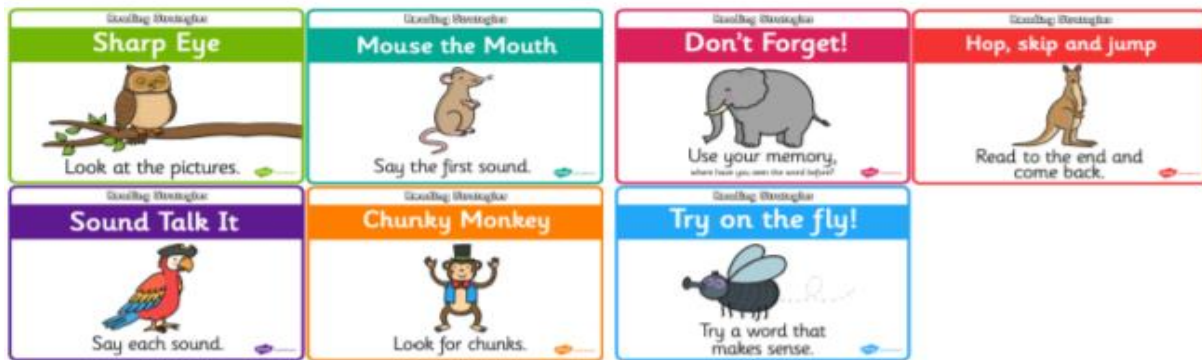 Reading Strategies
Sharp Eye
Look at the pictures.
Reading Strategies
Mouse the Mouth
Say the first sound.
Reading Strategies
Don't Forget!
Use your memory,
where have you seen the word before?
Reading Strategies
Hop, skip and jump
Read to the end and
come back.
Reading Strategies
Sound Talk It
Say each sound.
Reading Strategies
Chunky Monkey
Look for chunks.
Reading Strategies
Try on the fly!
Try a word that
makes sense.